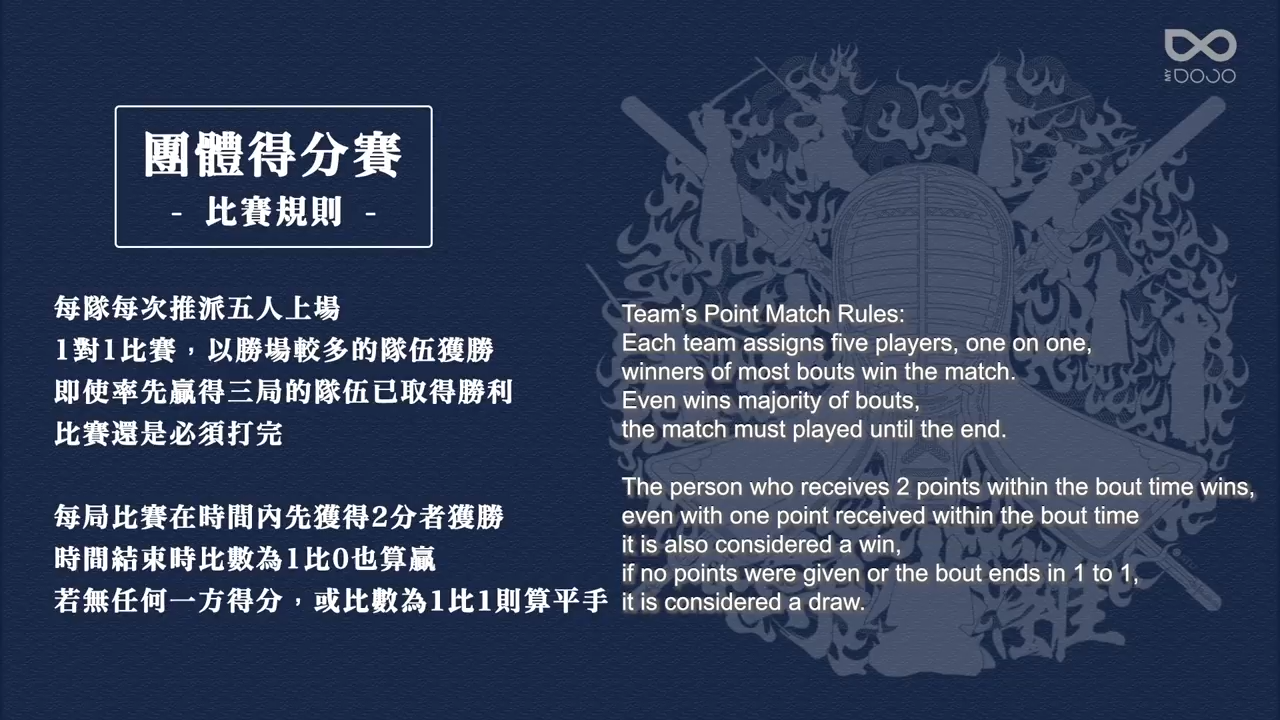 MY DOJO
團體得分賽
- 比賽規則 -
每隊每次推派五人上場
1對1比賽，以勝場較多的隊伍獲勝
即使率先贏得三局的隊伍已取得勝利
比賽還是必須打完
每局比賽在時間內先獲得2分者獲勝
時間結束時比數為1比0也算贏
若無任何一方得分，或比數為1比1則算平手
Team's Point Match Rules:
Each team assigns five players, one on one,
winners of most bouts win the match.
Even wins majority of bouts,
the match must played until the end.
The person who receives 2 points within the bout time wins,
even with one point received within the bout time
it is also considered a win,
if no points were given or the bout ends in 1 to 1,
it is considered a draw.